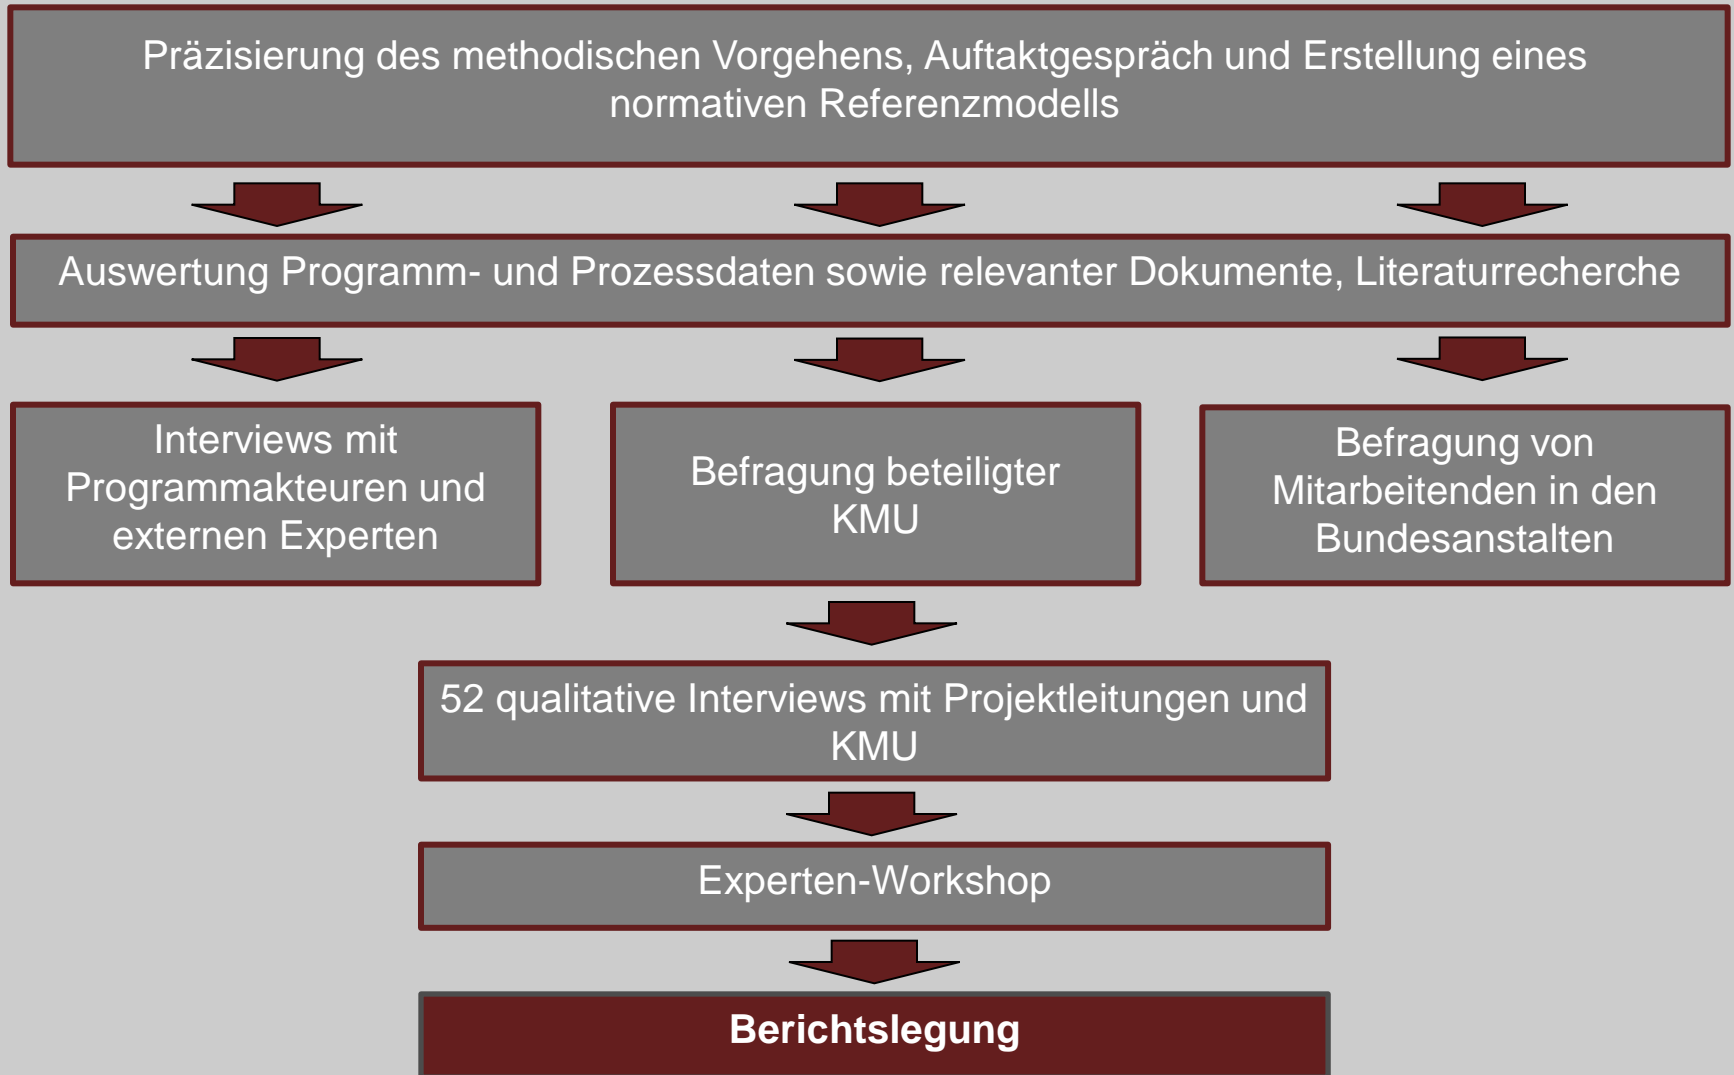 Präzisierung des methodischen Vorgehens, Auftaktgespräch und Erstellung eines
normativen Referenzmodells
Auswertung Programm- und Prozessdaten sowie relevanter Dokumente, Literaturrecherche
Interviews mit
Programmakteuren und
externen Experten
Befragung beteiligter
KMU
Befragung von
Mitarbeitenden in den
Bundesanstalten
52 qualitative Interviews mit Projektleitungen und
KMU
Experten-Workshop
Berichtslegung